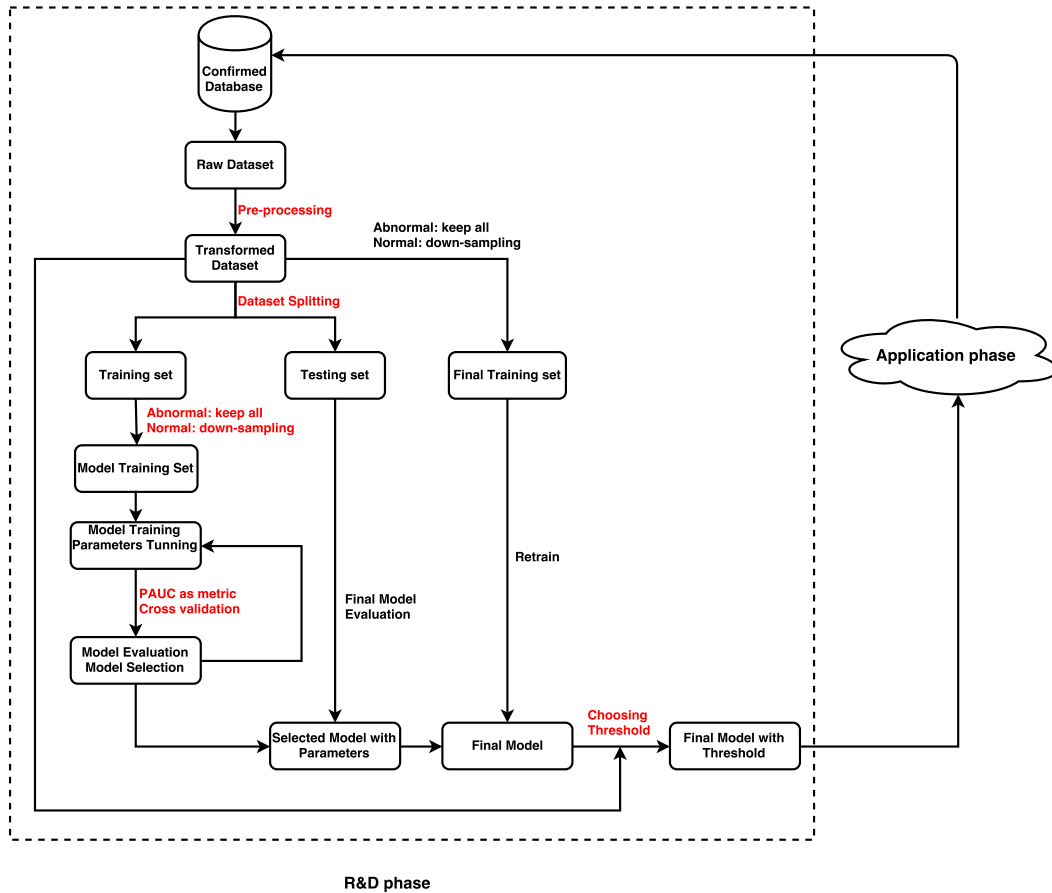 Confirmed
Database
Raw Dataset
Pre-processing
Abnormal: keep all
Normal: down-sampling
Transformed
Dataset
Dataset Splitting
Application phase
Training set
Testing set
Final Training set
Abnormal: keep all
Normal: down-sampling
Model Training Set
Model Training
Parameters Tunning
Retrain
PAUC as metric
Cross validation
Final Model
Evaluation
Model Evaluation
Model Selection
Choosing
Threshold
Selected Model with
Parameters
Final Model
Final Model with
Threshold
R&D phase